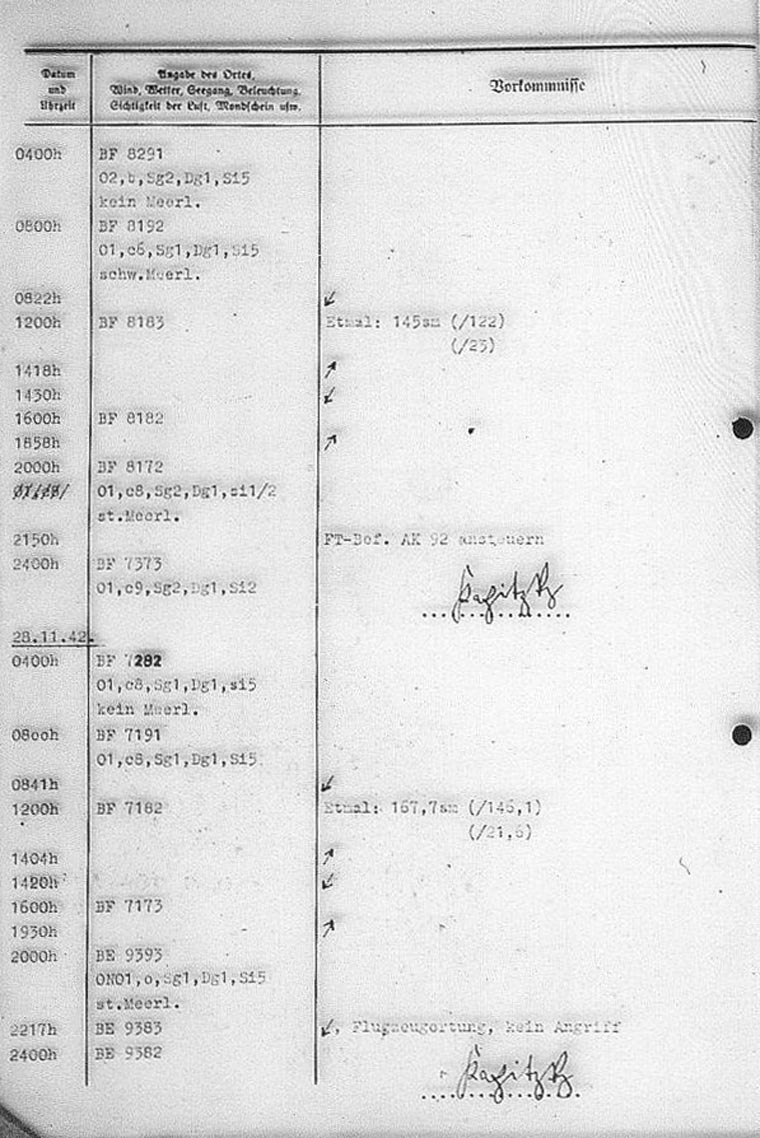 Datum
und
Uhrzeit
Angabe des Ortes,
Wind, Wetter, Seegang, Beleuchtung,
Sichtigkeit der Luft, Mondschein usw.
Vorkommnisse
0400h BF 8291
02,b,Sg2,Dg1,Si5
kein Meerl.
0800h BF 8192
01,c6,Sg1,Dg1,Si5
schw.Meerl.
0822h ↙
1200h BF 8183 Etmal: 145sm (/122)
(/23)
1418h ↗
1430h ↙
1600h BF 8182
1858h ↗
2000h BF 8172
01,c8,Sg2,Dg1,si1/2
st.Meerl.
2150h FT-Bef. AK 92 ansteuern
2400h BF 7373
01,c9,Sg2,Dg1,Si2
28.11.42.
0400h BF 7282
01,c8,Sg1,Dg1,si5
kein Meerl.
08ooh BF 7191
01,c8,Sg1,Dg1,Si5
0841h ↙
1200h BF 7182 Etmal: 167,7sm (/146,1)
(/21,6)
1404h ↗
1420h ↙
1600h BF 7173
1930h ↗
2000h BE 9393
ONO1,o,Sg1,Dg1,Si5
st.Meerl.
2217h BE 9383 ↙, Flugzeugortung, kein Angriff
2400h BE 9382